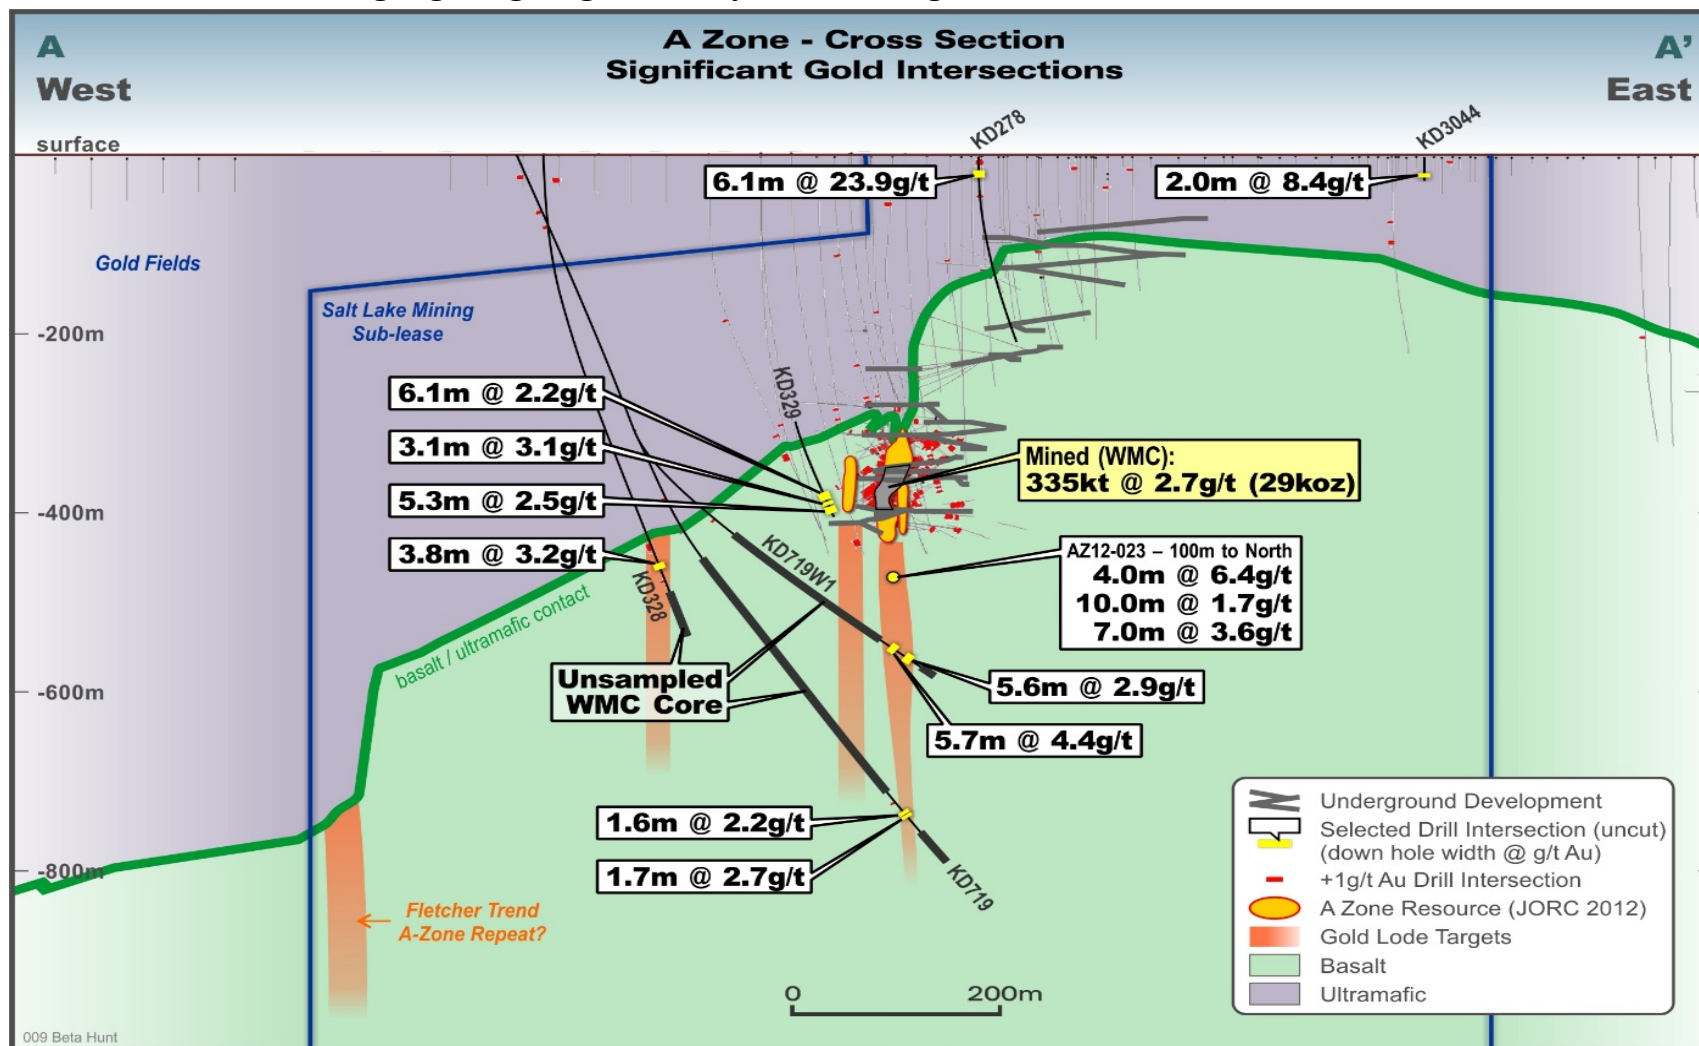 A Zone - Cross Section
Significant Gold Intersections
A
West
A’
East
surface
KD278
KD3044
6.1m @ 23.9g/t
2.0m @ 8.4g/t
Gold Fields
Salt Lake Mining
Sub-lease
-200m
6.1m @ 2.2g/t
KD329
3.1m @ 3.1g/t
Mined (WMC):
335kt @ 2.7g/t (29koz)
5.3m @ 2.5g/t
-400m
3.8m @ 3.2g/t
KD719W1
AZ12-023 – 100m to North
4.0m @ 6.4g/t
10.0m @ 1.7g/t
7.0m @ 3.6g/t
KD328
basalt / ultramafic contact
Unsampled
WMC Core
-600m
5.6m @ 2.9g/t
5.7m @ 4.4g/t
1.6m @ 2.2g/t
1.7m @ 2.7g/t
-800m
KD719
Fletcher Trend
A-Zone Repeat?
0
200m
Underground Development
Selected Drill Intersection (uncut)
(down hole width @ g/t Au)
+1g/t Au Drill Intersection
A Zone Resource (JORC 2012)
Gold Lode Targets
Basalt
Ultramafic
009 Beta Hunt